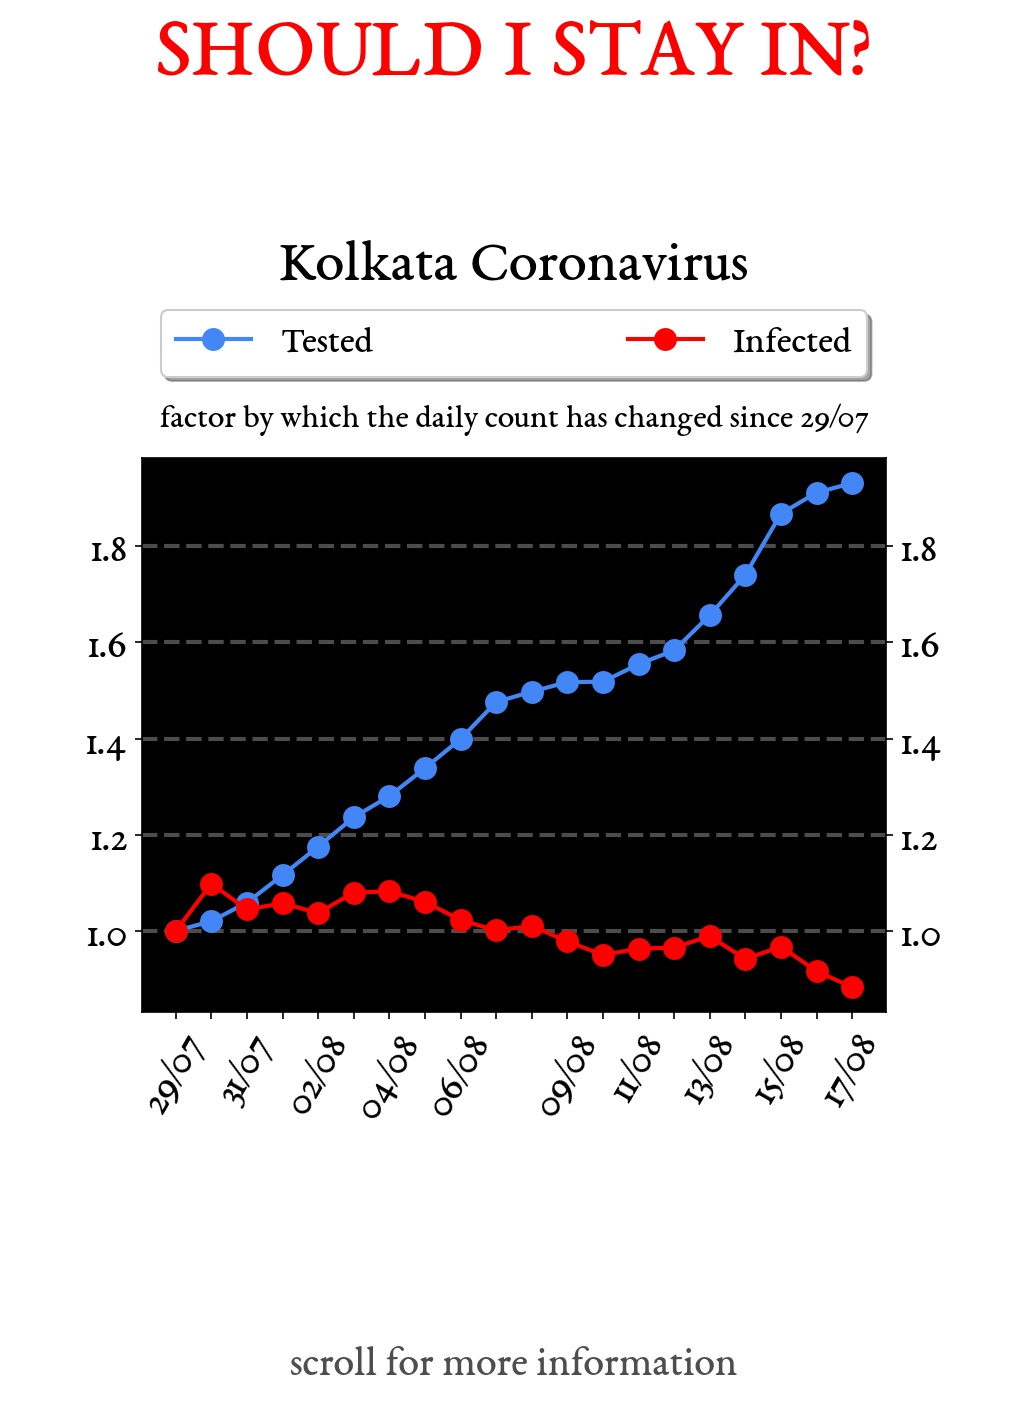 SHOULD I STAY IN?
Kolkata Coronavirus
Tested Infected
factor by which the daily count has changed since 29/07
1.8 1.8
1.6 1.6
1.4 1.4
1.2 1.2
1.0 1.0
29/07 31/07 02/08 04/08 06/08 09/08 11/08 13/08 15/08 17/08
scroll for more information